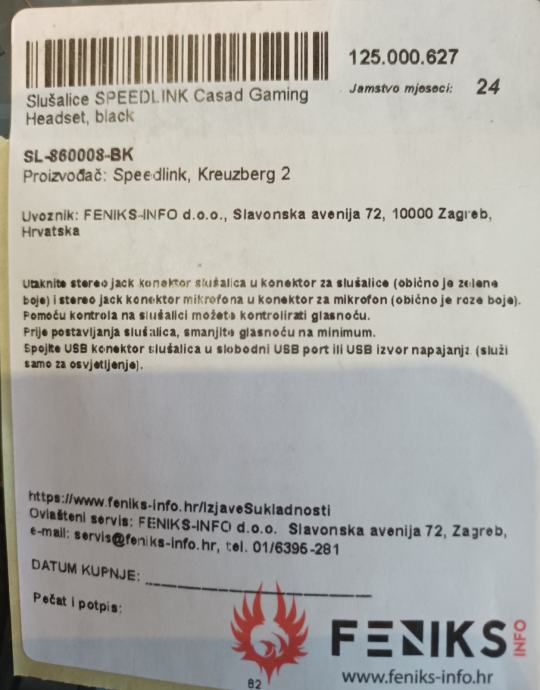 125.000.627
Jamstvo mjeseci: 24
Slušalice SPEEDLINK Casad Gaming
Headset, black
SL-860008-BK
Proizvođač: Speedlink, Kreuzberg 2
Uvoznik: FENIKS-INFO d.o.o., Slavonska avenija 72, 10000 Zagreb,
Hrvatska
Utaknite stereo jack konektor slušalica u konektor za slušalice (obično je zelene
boje) i stereo jack konektor mikrofona u konektor za mikrofon (obično je roze boje).
Pomoću kontrola na slušalici možete kontrolirati glasnoću.
Prije postavljanja slušalica, smanjite glasnoću na minimum.
Spojite USB konektor slušalica u slobodni USB port ili USB izvor napajanja (služi
samo za osvjetljenje).
https://www.feniks-info.hr/IzjaveSukladnosti
Ovlašteni servis: FENIKS-INFO d.o.o. Slavonska avenija 72, Zagreb,
e-mail: servis@feniks-info.hr, tel. 01/6395-281
DATUM KUPNJE:
Pečat i potpis:
FENIKS INFO
www.feniks-info.hr
82